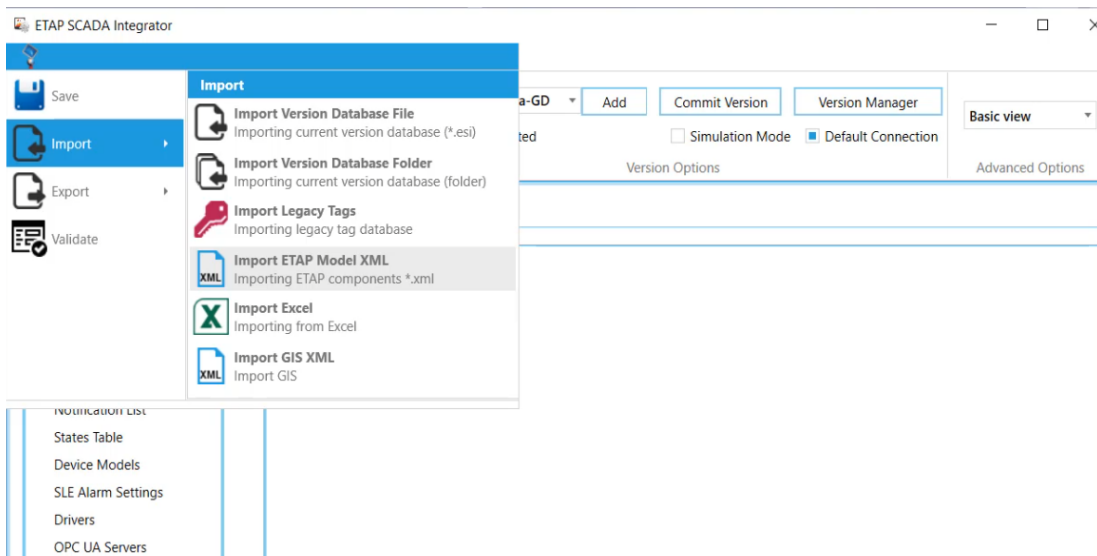 ETAP SCADA Integrator
Save
Import
Export
Validate
Import
Import Version Database File
Importing current version database (*.esi)
Import Version Database Folder
Importing current version database (folder)
Import Legacy Tags
Importing legacy tag database
Import ETAP Model XML
Importing ETAP components *.xml
Import Excel
Importing from Excel
Import GIS XML
Import GIS
XML
XML
a-GD
Add
Commit Version
Version Manager
ted
Simulation Mode
Default Connection
Version Options
Basic view
Advanced Options
Notification List
States Table
Device Models
SLE Alarm Settings
Drivers
OPC UA Servers